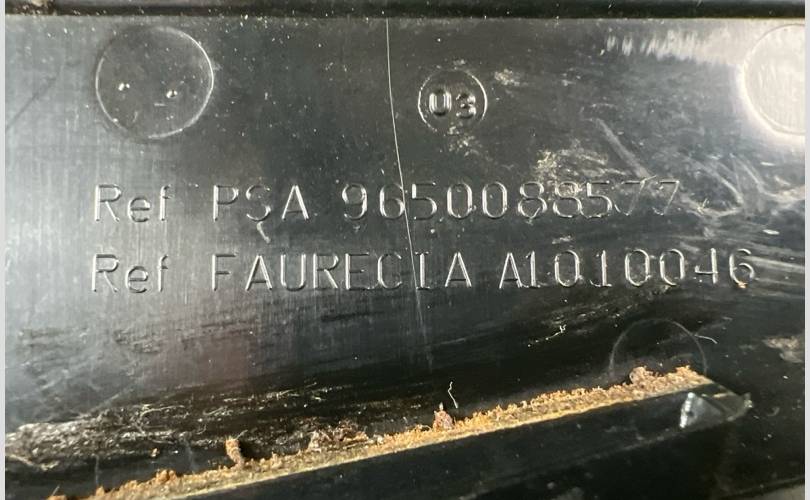 03
Ref PSA 9650088577
Ref FAURECIA A1010046